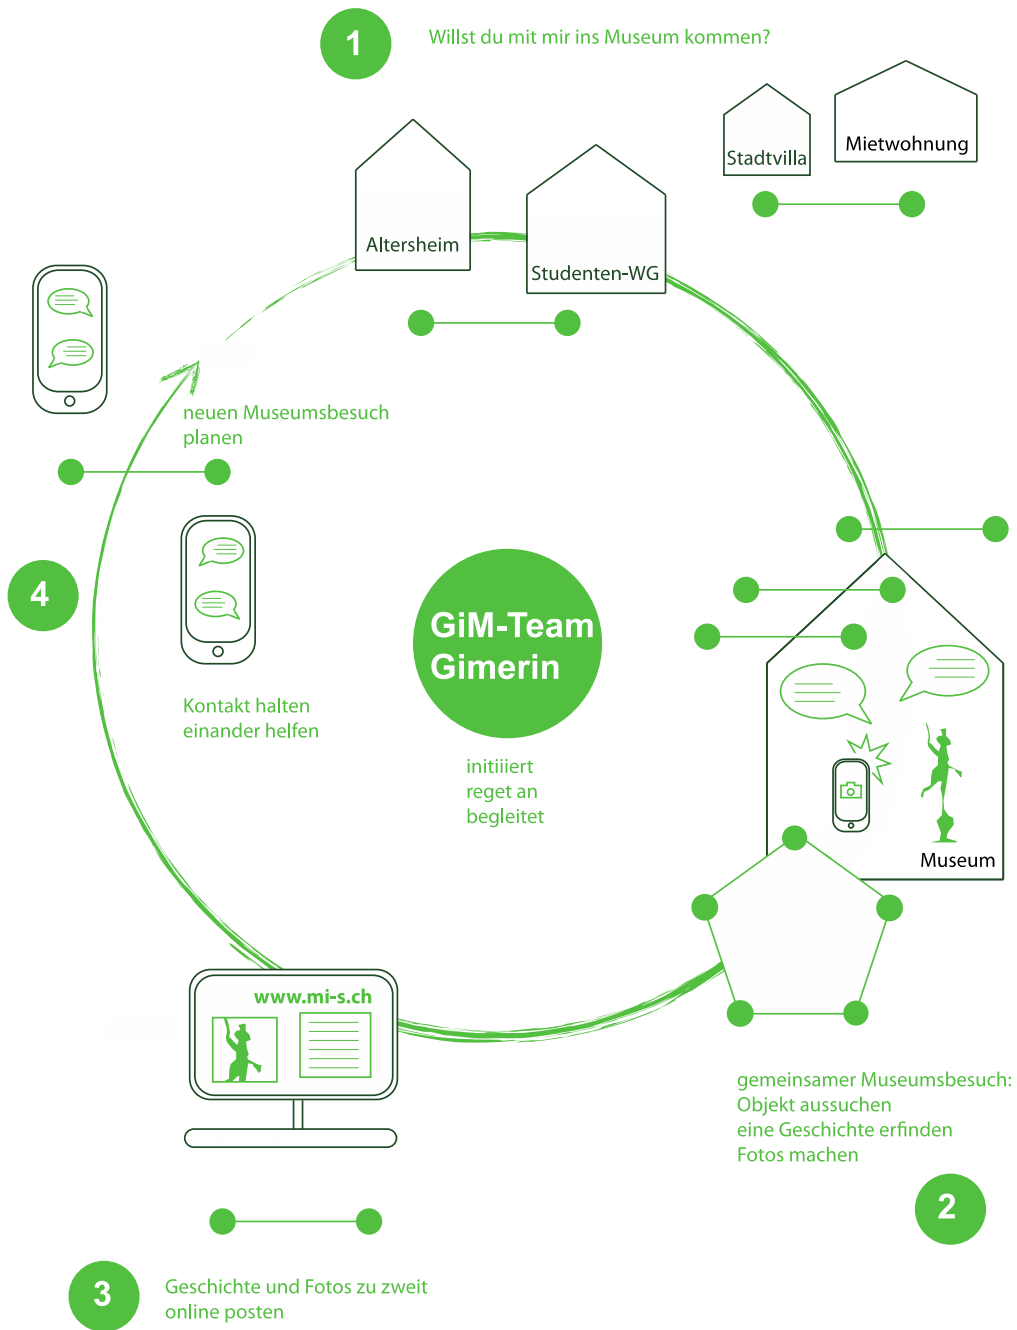 1
Willst du mit mir ins Museum kommen?
Stadtvilla
Mietwohnung
Altersheim
Studenten-WG
neuen Museumsbesuch
planen
4
GiM-Team
Gimerin
Kontakt halten
einander helfen
initiiiert
reget an
begleitet
Museum
www.mi-s.ch
gemeinsamer Museumsbesuch:
Objekt aussuchen
eine Geschichte erfinden
Fotos machen
2
3
Geschichte und Fotos zu zweit
online posten